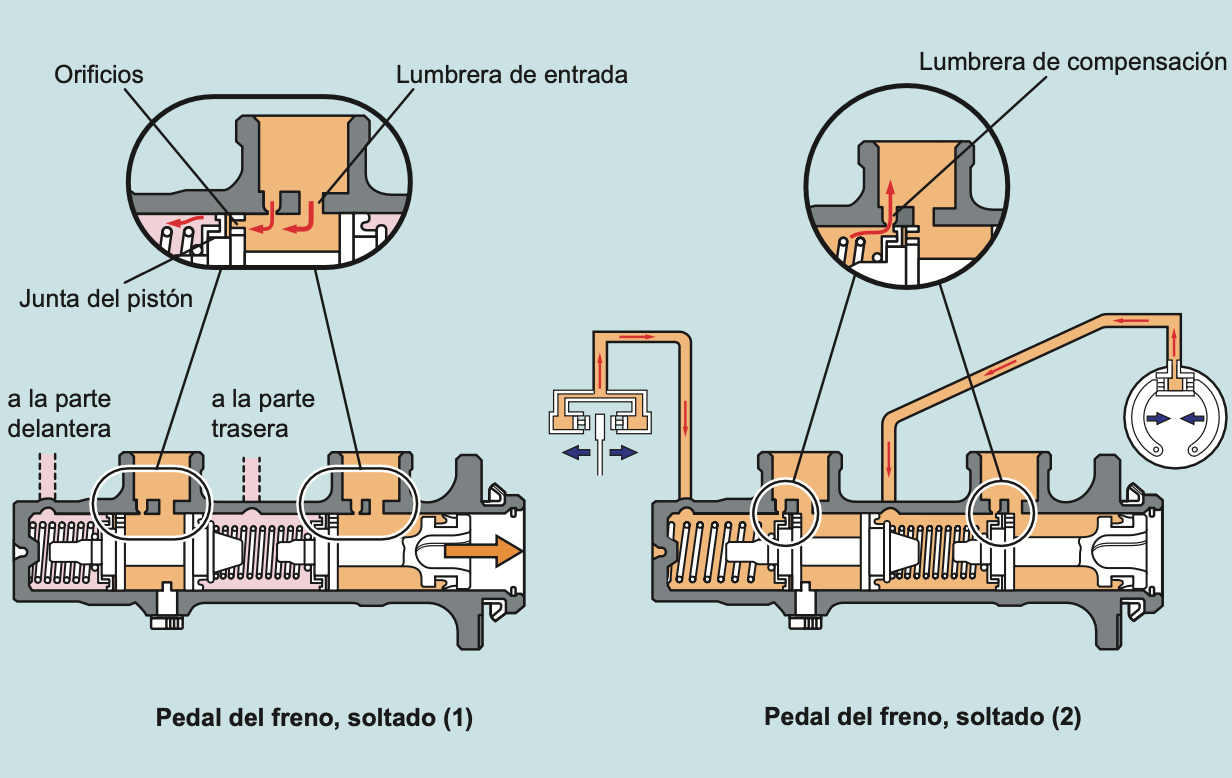 Orificios
Lumbrera de entrada
Junta del pistón
a la parte
delantera
a la parte
trasera
Pedal del freno, soltado (1)
Lumbrera de compensación
Pedal del freno, soltado (2)